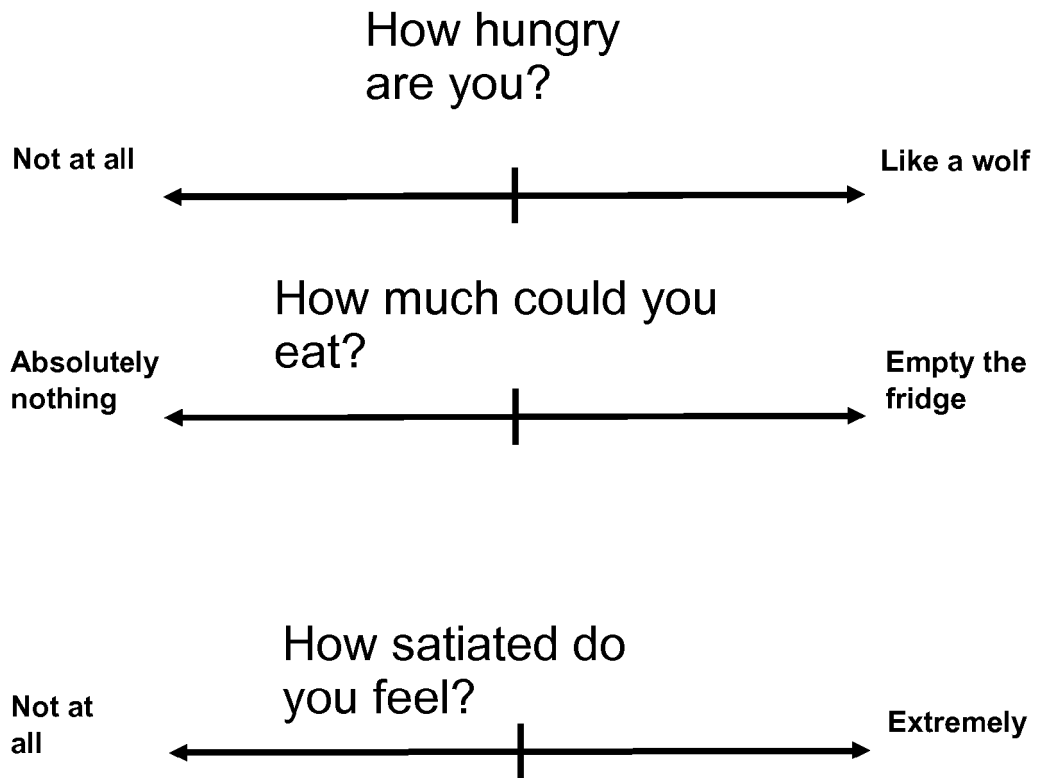 How hungry
are you?
Not at all
Like a wolf
How much could you
eat?
Absolutely
nothing
Empty the
fridge
How satiated do
you feel?
Not at
all
Extremely